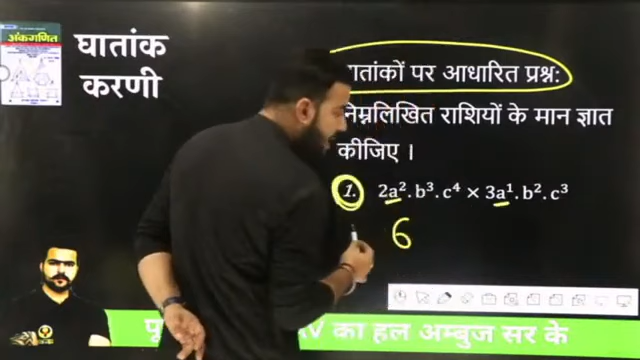 अंकगणित
घातांक
करणी
घातांकों पर आधारित प्रश्न:
निम्नलिखित राशियों के मान ज्ञात
कीजिए ।
1. 2a².b³.c⁴ × 3a¹.b².c³
6
का हल अम्बुज सर के